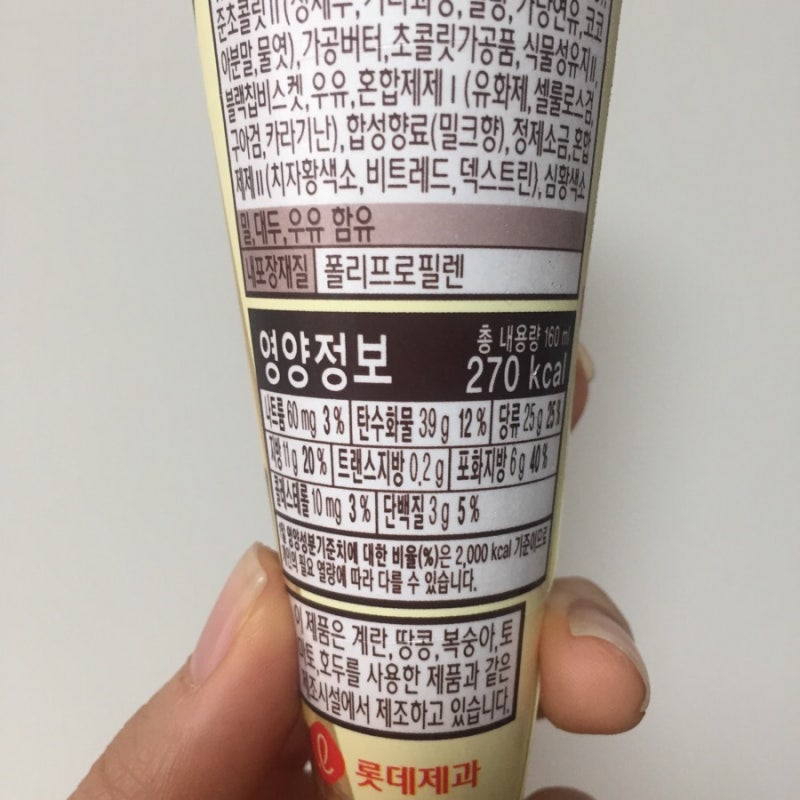 준초콜릿II(정제수, 가당연유, 코코
아분말, 물엿), 가공버터, 초콜릿가공품, 식물성유지II,
블랙칩비스켓, 우유, 혼합제제I(유화제, 셀룰로스검,
구아검, 카라기난), 합성향료(밀크향), 정제소금, 혼합
제제II(치자황색소, 비트레드, 덱스트린), 심황색소
밀, 대두, 우유 함유
내포장재질 폴리프로필렌
영양정보 총 내용량 160 ml
270 kcal
나트륨 60 mg 3% 탄수화물 39 g 12% 당류 25 g 25%
지방 11 g 20% 트랜스지방 0.2 g 포화지방 6 g 40%
콜레스테롤 10 mg 3% 단백질 3 g 5%
1일 영양성분기준치에 대한 비율(%)은 2,000 kcal 기준이므로
개인의 필요 열량에 따라 다를 수 있습니다.
이 제품은 계란, 땅콩, 복숭아, 토
마토, 호두를 사용한 제품과 같은
제조시설에서 제조하고 있습니다.
롯데제과